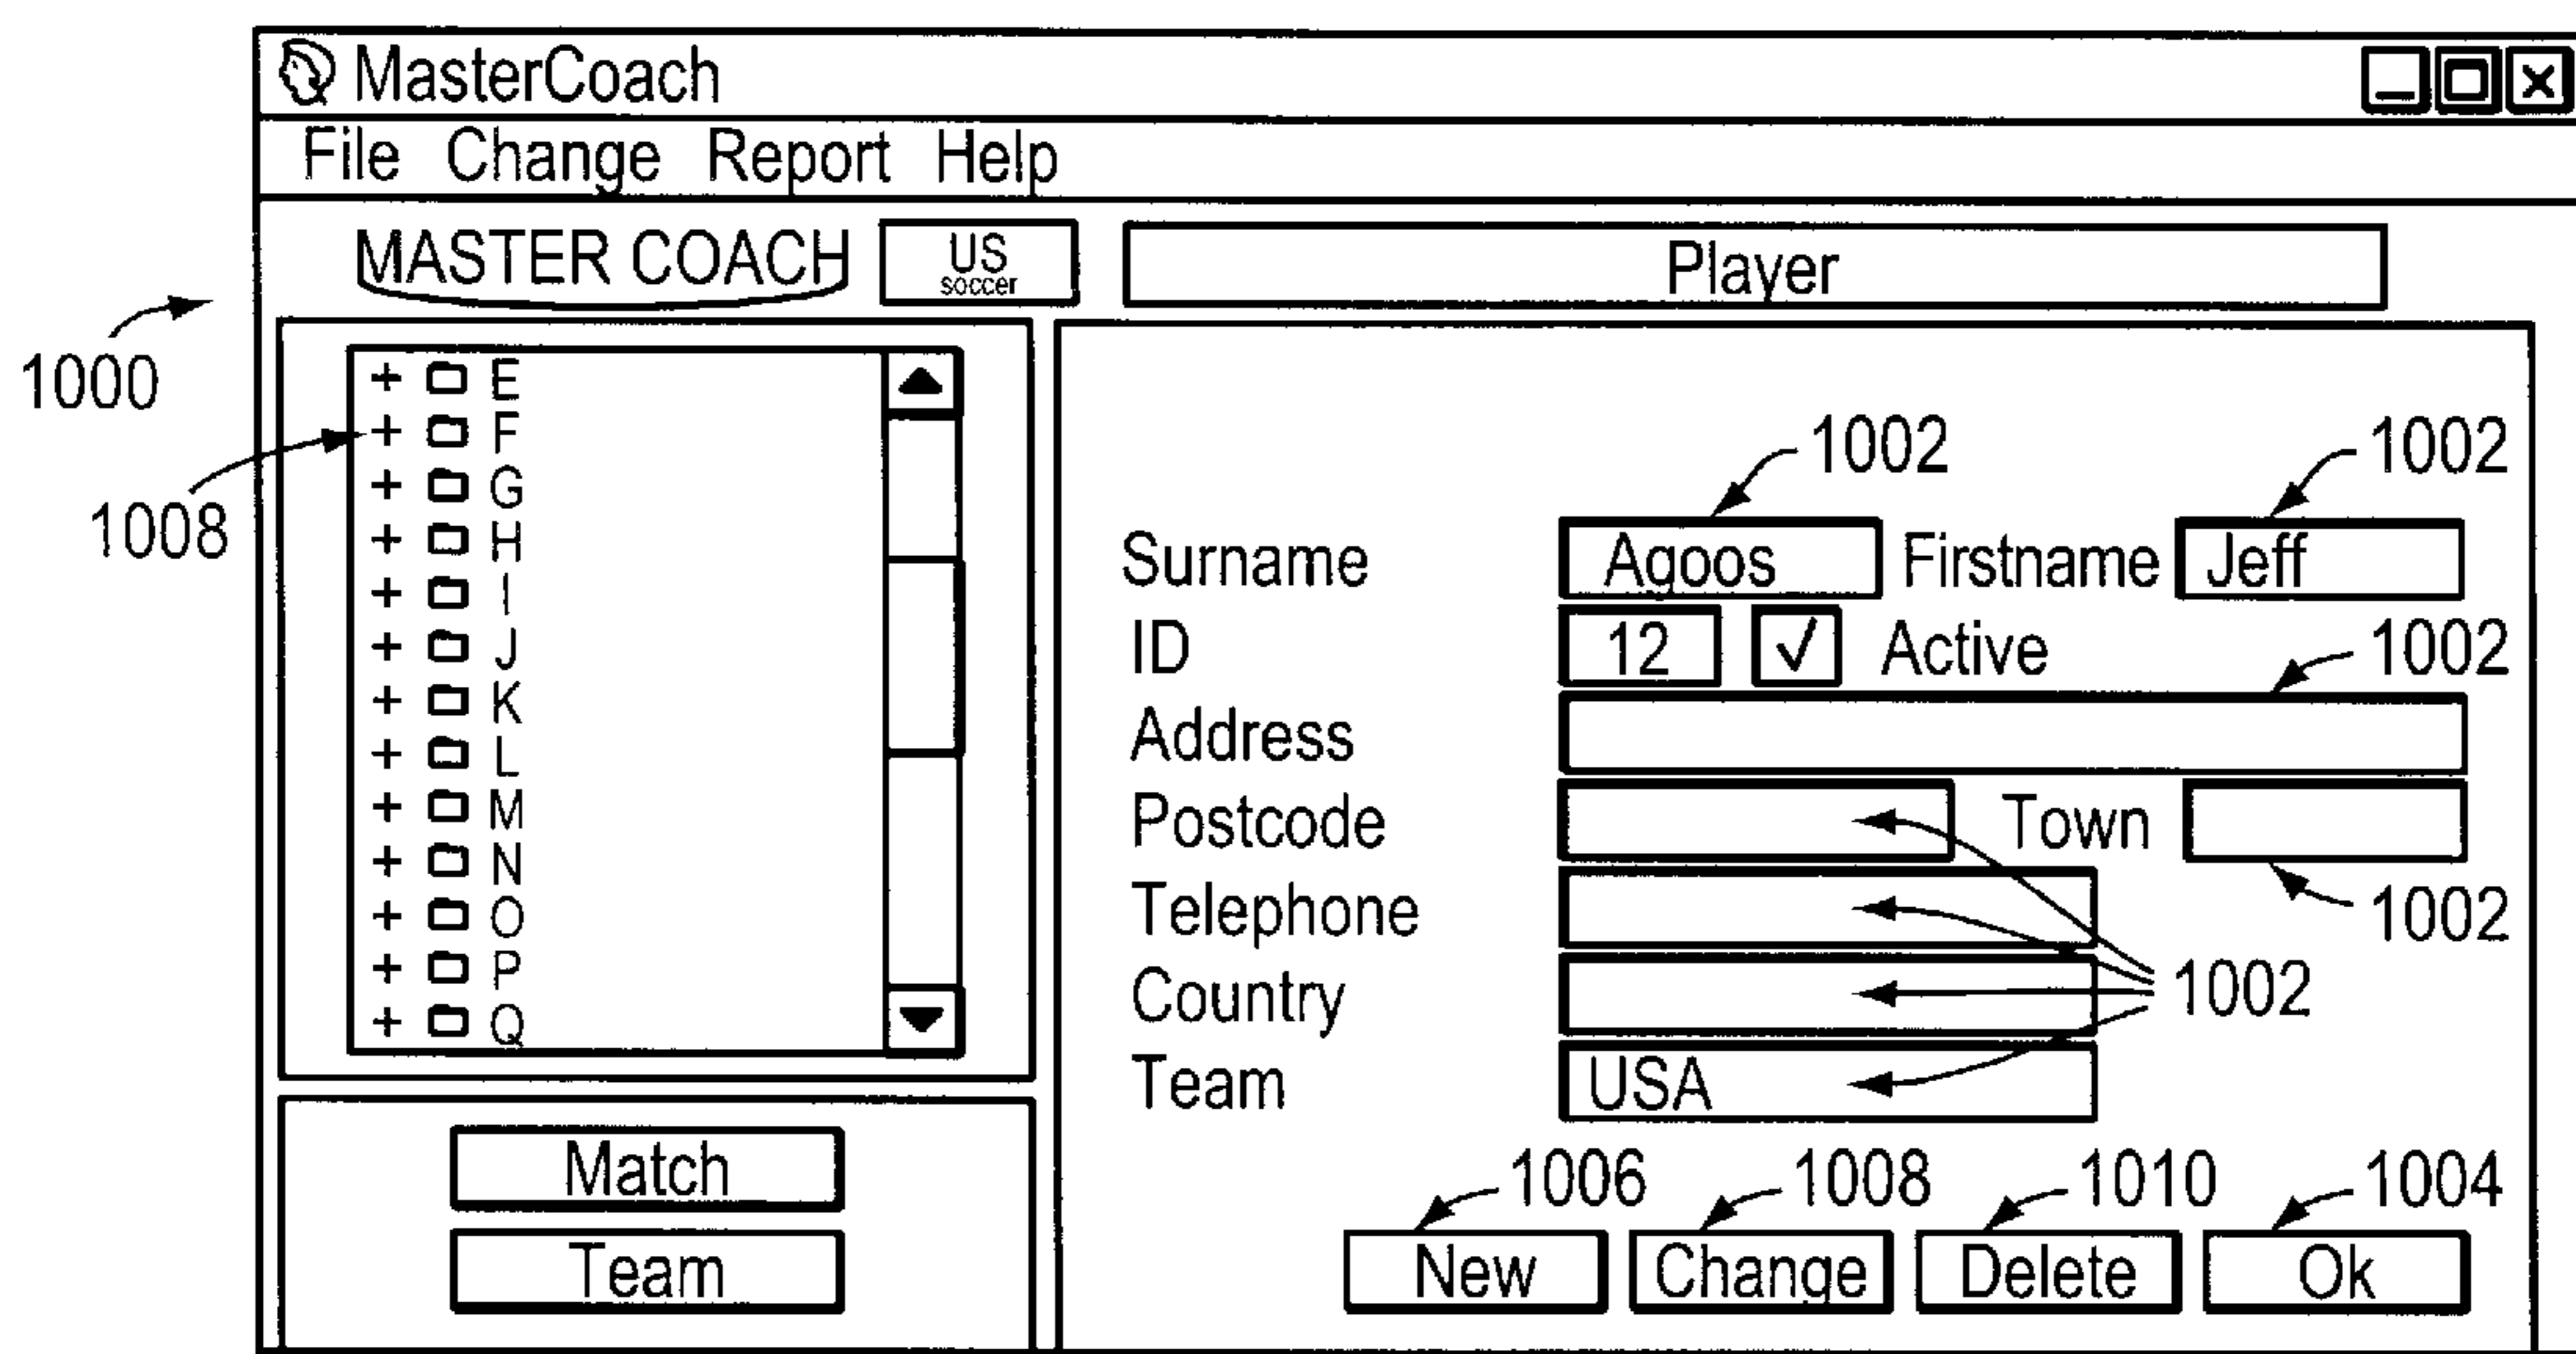 MasterCoach
File Change Report Help
MASTER COACH US soccer Player
1000
1008
E
F
G
H
I
J
K
L
M
N
O
P
Q
Match
Team
1002 1002
Surname Agoos Firstname Jeff
ID 12 √ Active 1002
Address
Postcode Town
Telephone 1002
Country 1002
Team USA
1006 1008 1010 1004
New Change Delete Ok